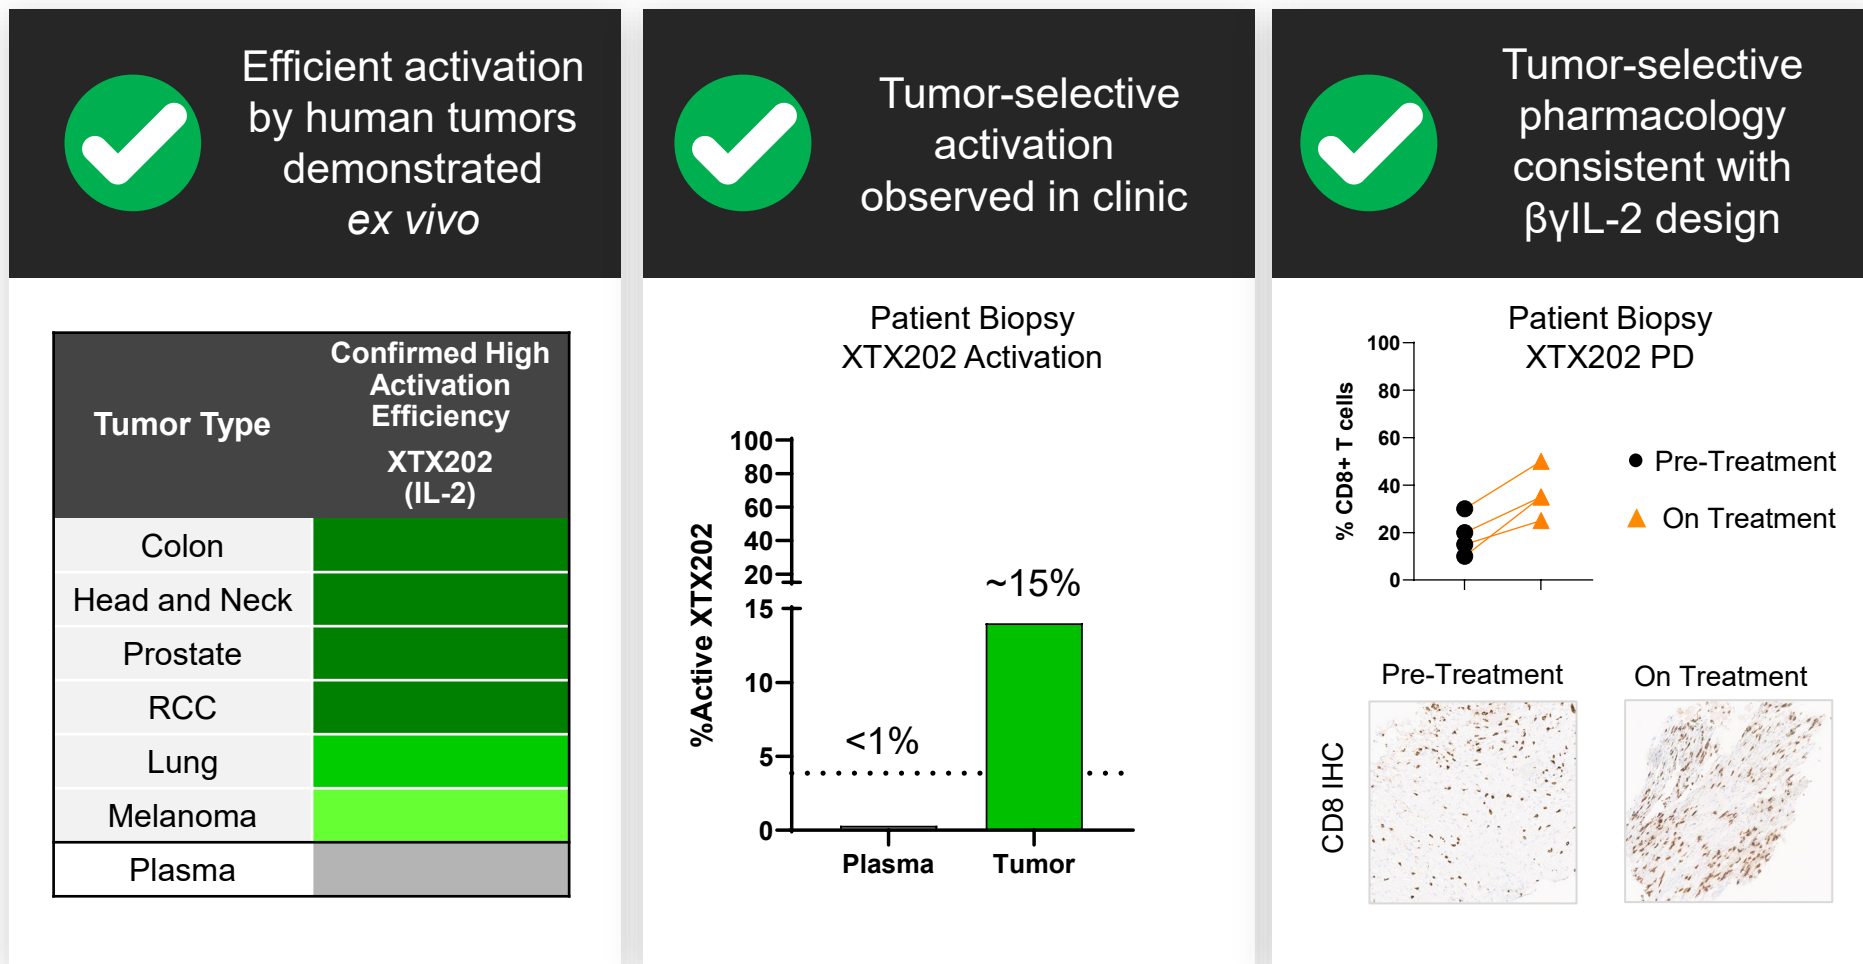 Efficient activation
by human tumors
demonstrated
ex vivo
Tumor Type
Confirmed High
Activation
Efficiency
XTX202
(IL-2)
Colon
Head and Neck
Prostate
RCC
Lung
Melanoma
Plasma
Tumor-selective
activation
observed in clinic
Patient Biopsy
XTX202 Activation
%Active XTX202
100
80
60
40
20
15
10
5
0
<1%
~15%
Plasma
Tumor
Tumor-selective
pharmacology
consistent with
βγIL-2 design
Patient Biopsy
XTX202 PD
% CD8+ T cells
100
80
60
40
20
0
Pre-Treatment
On Treatment
Pre-Treatment
On Treatment
CD8 IHC